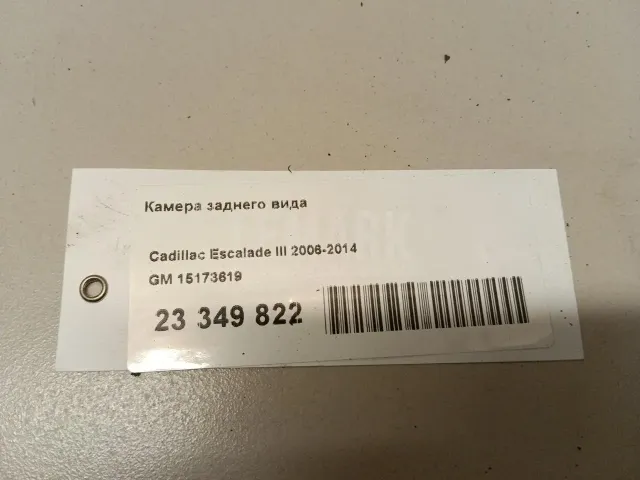 Камера заднего вида
Cadillac Escalade III 2006-2014
GM 15173619
23 349 822